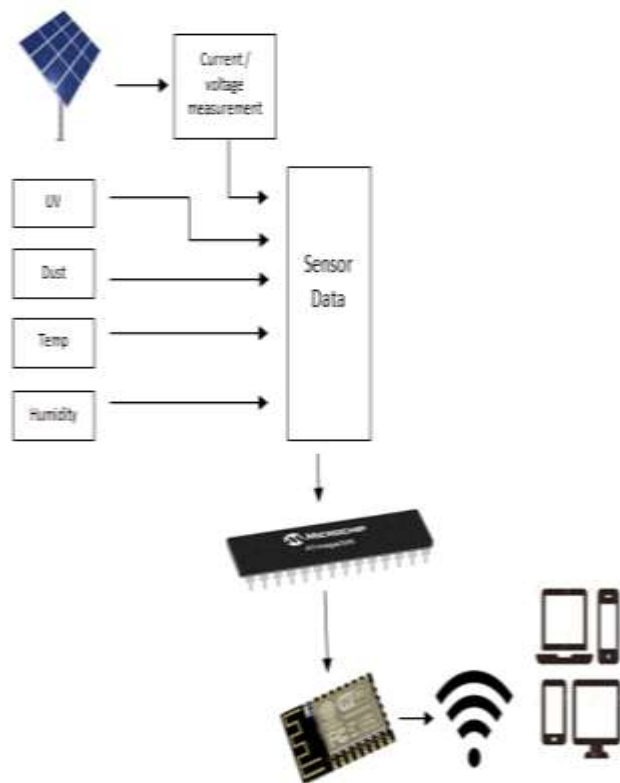 Current /
voltage
measurement
UV
Dust
Temp
Humidity
Sensor
Data
MICROCHIP